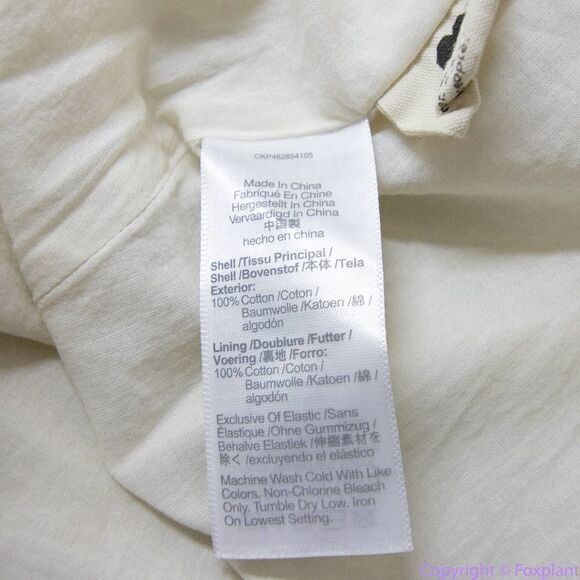 CKP462854105
Made In China
Fabriqué En Chine
Hergestellt In China
Vervaardigd In China
中国製
hecho en china
Shell /Tissu Principal /
Shell /Bovenstof /本体 /Tela
Exterior:
100% Cotton /Coton /
Baumwolle /Katoen /綿 /
algodón
Lining /Doublure /Futter /
Voering /裏地 /Forro:
100% Cotton /Coton /
Baumwolle /Katoen /綿 /
algodón
Exclusive Of Elastic /Sans
Élastique /Ohne Gummizug /
Behalve Elastiek /伸縮素材を
除く /excluyendo el elástico
Machine Wash Cold With Like
Colors, Non-Chlorine Bleach
Only. Tumble Dry Low. Iron
On Lowest Setting.
Copyright © Foxplant